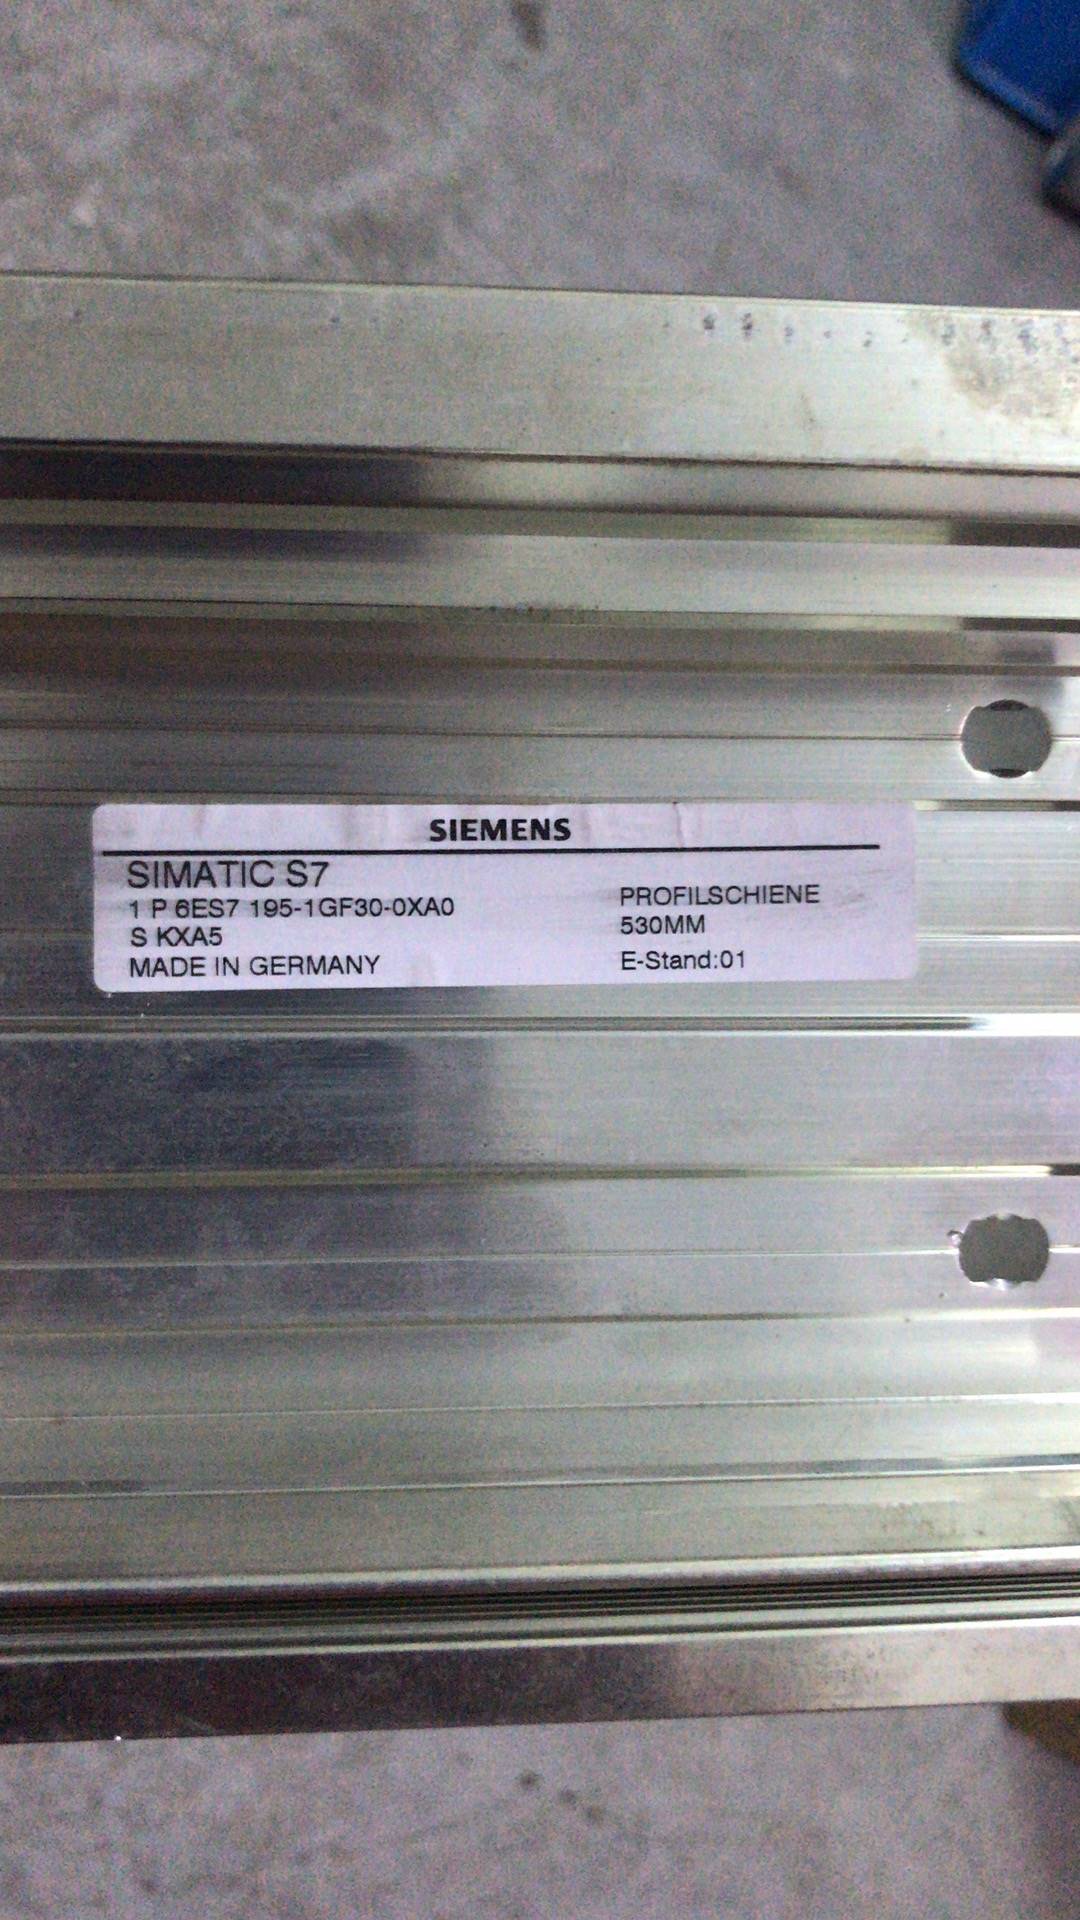 SIEMENS
SIMATIC S7
1 P 6ES7 195-1GF30-0XA0
S KXA5
MADE IN GERMANY
PROFILSCHIENE
530MM
E-Stand:01